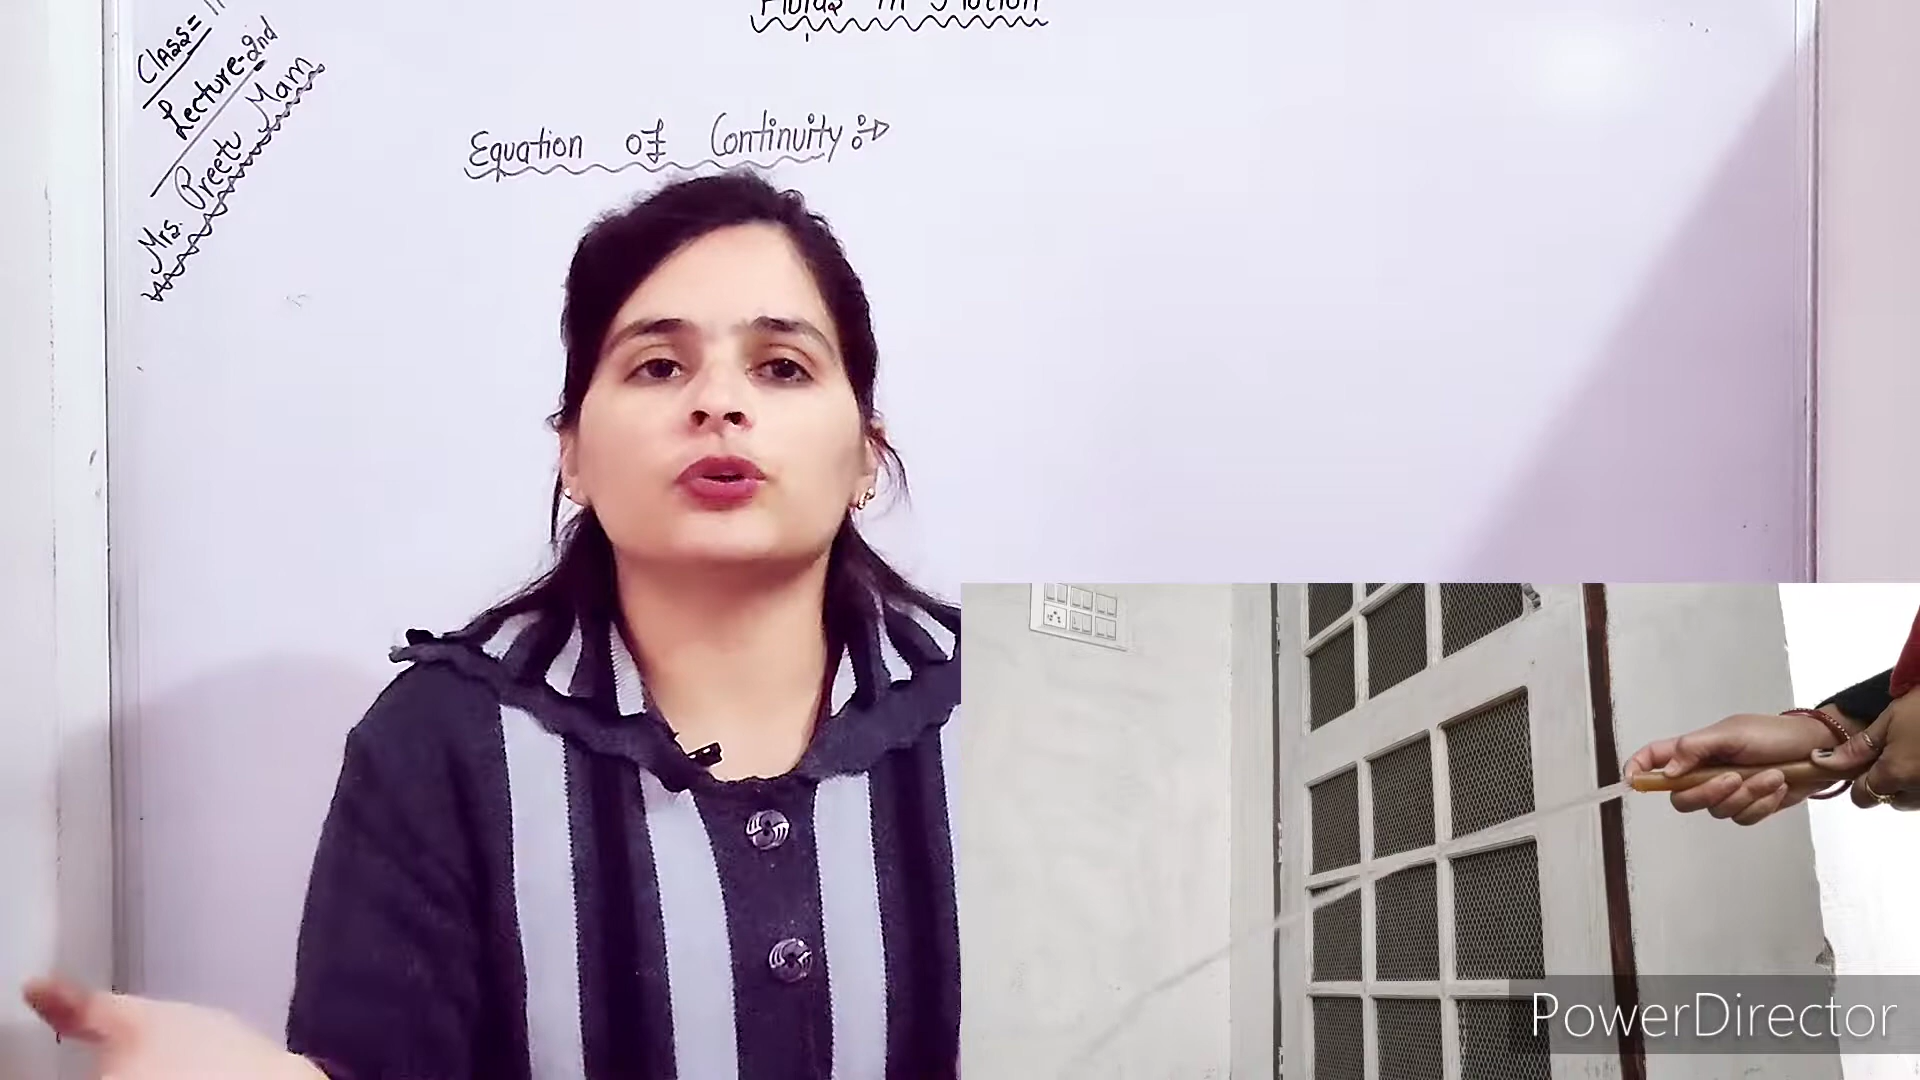 Fluids in Motion
Class = 11
Lecture-2nd
Mrs. Preetu Mam
Equation of Continuity :->
PowerDirector